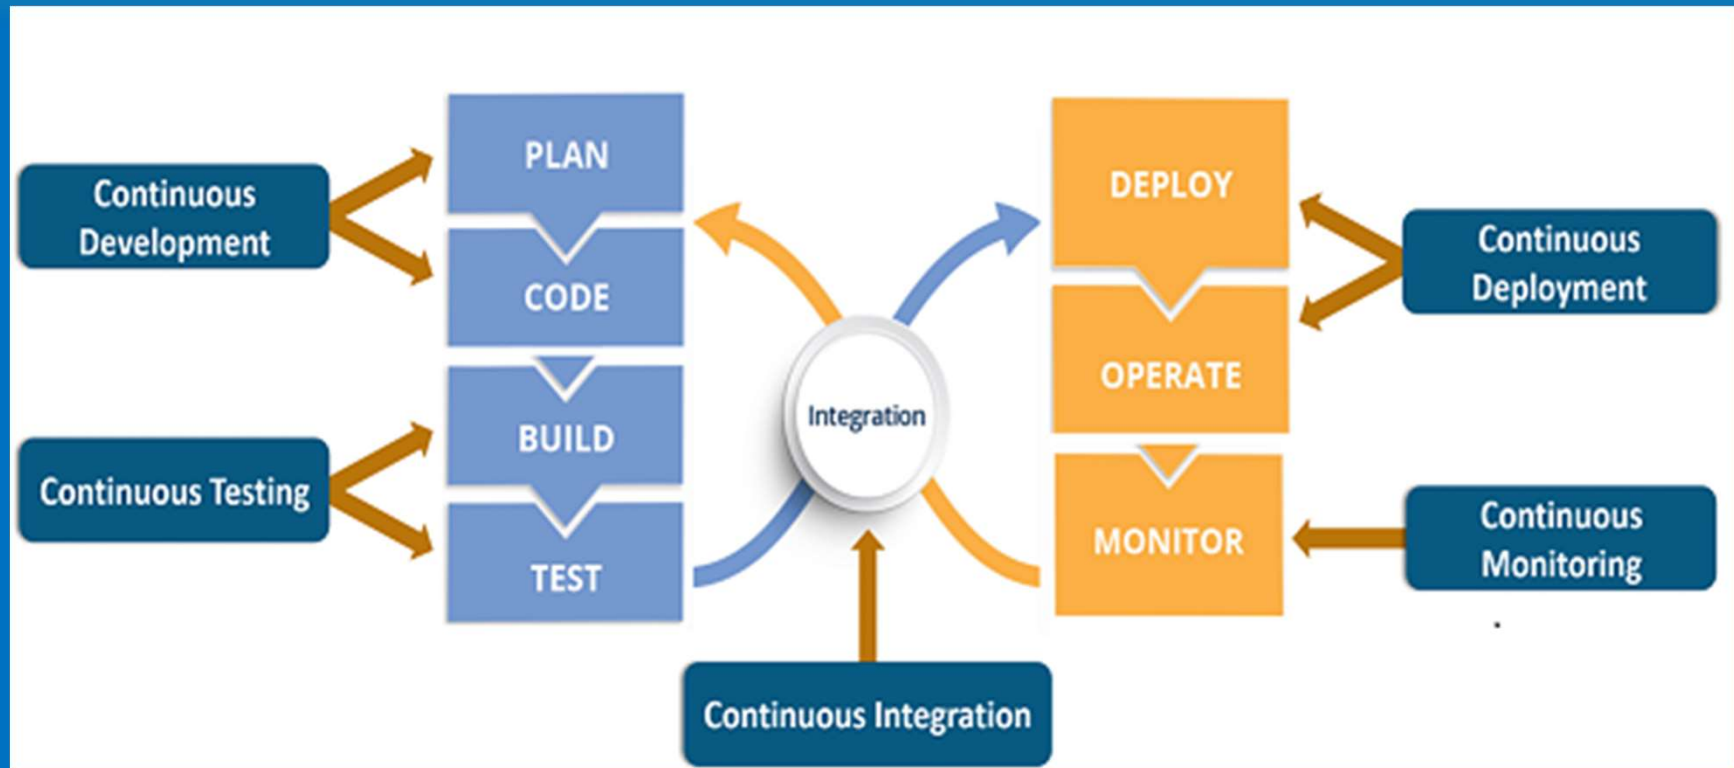 PLAN
Continuous
Development
CODE
BUILD
Continuous Testing
TEST
Integration
Continuous Integration
DEPLOY
Continuous
Deployment
OPERATE
MONITOR
Continuous
Monitoring